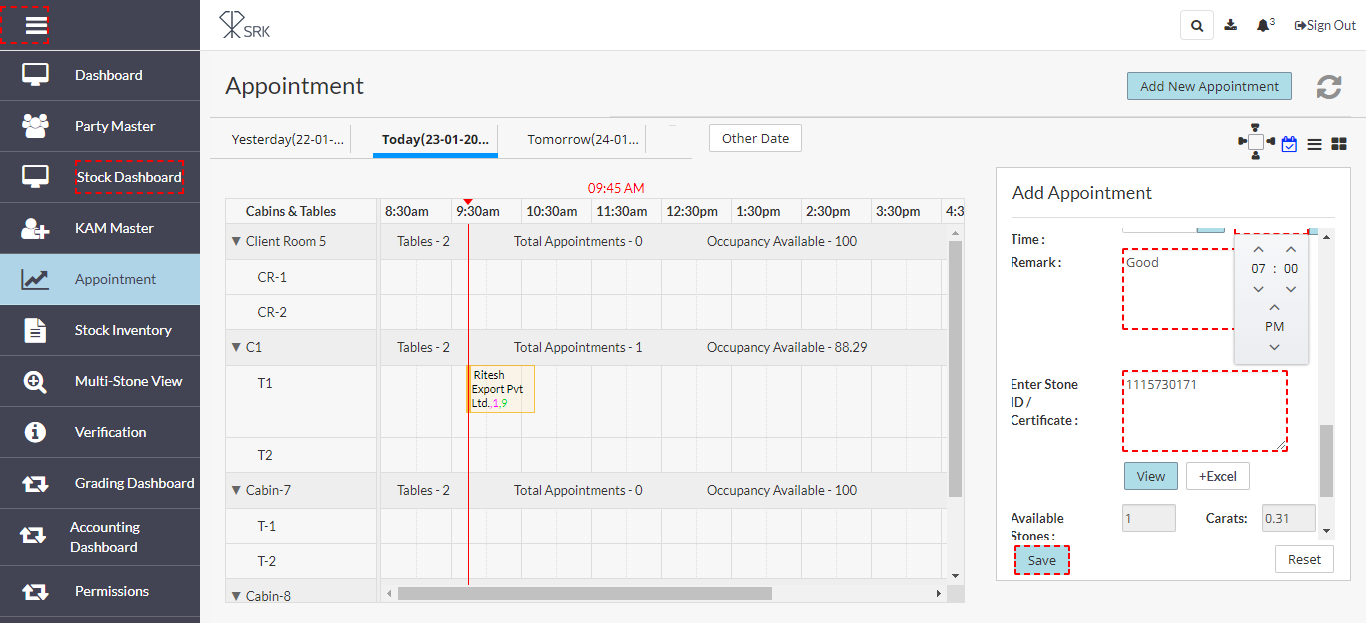 SRK
3
Sign Out
Dashboard
Party Master
Stock Dashboard
KAM Master
Appointment
Stock Inventory
Multi-Stone View
Verification
Grading Dashboard
Accounting
Dashboard
Permissions
Appointment
Add New Appointment
Yesterday(22-01-...
Today(23-01-20...
Tomorrow(24-01...
Other Date
09:45 AM
Cabins & Tables
8:30am
9:30am
10:30am
11:30am
12:30pm
1:30pm
2:30pm
3:30pm
4:3
Client Room 5
Tables - 2
Total Appointments - 0
Occupancy Available - 100
CR-1
CR-2
C1
Tables - 2
Total Appointments - 1
Occupancy Available - 88.29
T1
Ritesh
Export Pvt
Ltd.,1,9
T2
Cabin-7
Tables - 2
Total Appointments - 0
Occupancy Available - 100
T-1
T-2
Cabin-8
Add Appointment
Time :
Remark :
Good
07 : 00
PM
Enter Stone
ID /
Certificate :
1115730171
View
+Excel
Available
Stones :
1
Carats:
0.31
Save
Reset